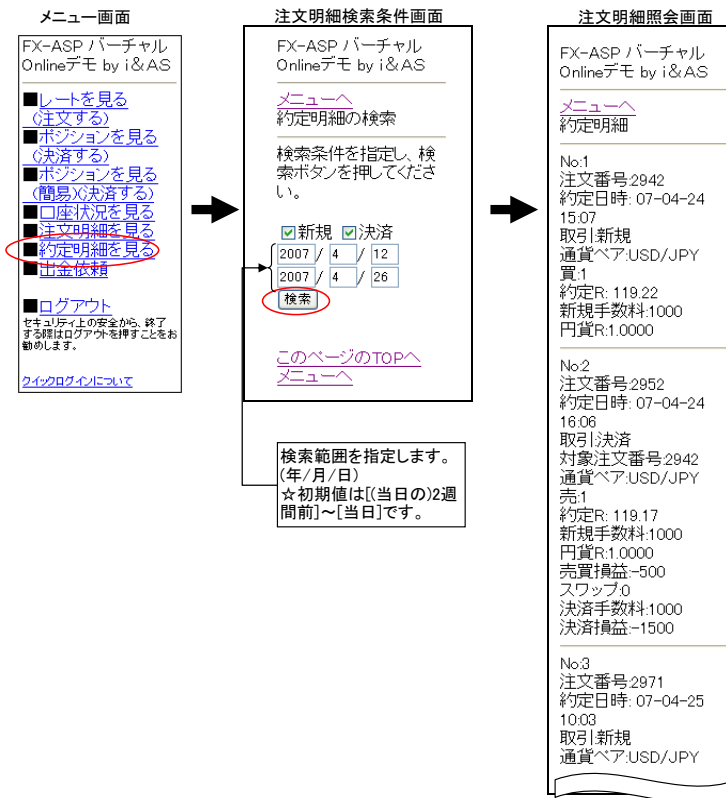 メニュー画面
FX-ASP バーチャル
Onlineデモ by i&AS
■レートを見る
(注文する)
■ポジションを見る
(決済する)
■ポジションを見る
(簡易)(決済する)
■口座状況を見る
■注文明細を見る
■約定明細を見る
■出金依頼
■ログアウト
セキュリティ上の安全から、終了
する際はログアウトを押すことをお
勧めします。
クイックログインについて
注文明細検索条件画面
FX-ASP バーチャル
Onlineデモ by i&AS
メニューへ
約定明細の検索
検索条件を指定し、検
索ボタンを押してくださ
い。
新規 決済
2007 / 4 / 12
2007 / 4 / 26
検索
このページのTOPへ
メニューへ
検索範囲を指定します。
(年/月/日)
☆初期値は[(当日の)2週
間前]～[当日]です。
注文明細照会画面
FX-ASP バーチャル
Onlineデモ by i&AS
メニューへ
約定明細
No:1
注文番号:2942
約定日時: 07-04-24
15:07
取引:新規
通貨ペア:USD/JPY
買:1
約定R: 119.22
新規手数料:1000
円貨R:1.0000
No:2
注文番号:2952
約定日時: 07-04-24
16:06
取引:決済
対象注文番号:2942
通貨ペア:USD/JPY
売:1
約定R: 119.17
新規手数料:1000
円貨R:1.0000
売買損益:-500
スワップ:0
決済手数料:1000
決済損益:-1500
No:3
注文番号:2971
約定日時: 07-04-25
10:03
取引:新規
通貨ペア:USD/JPY